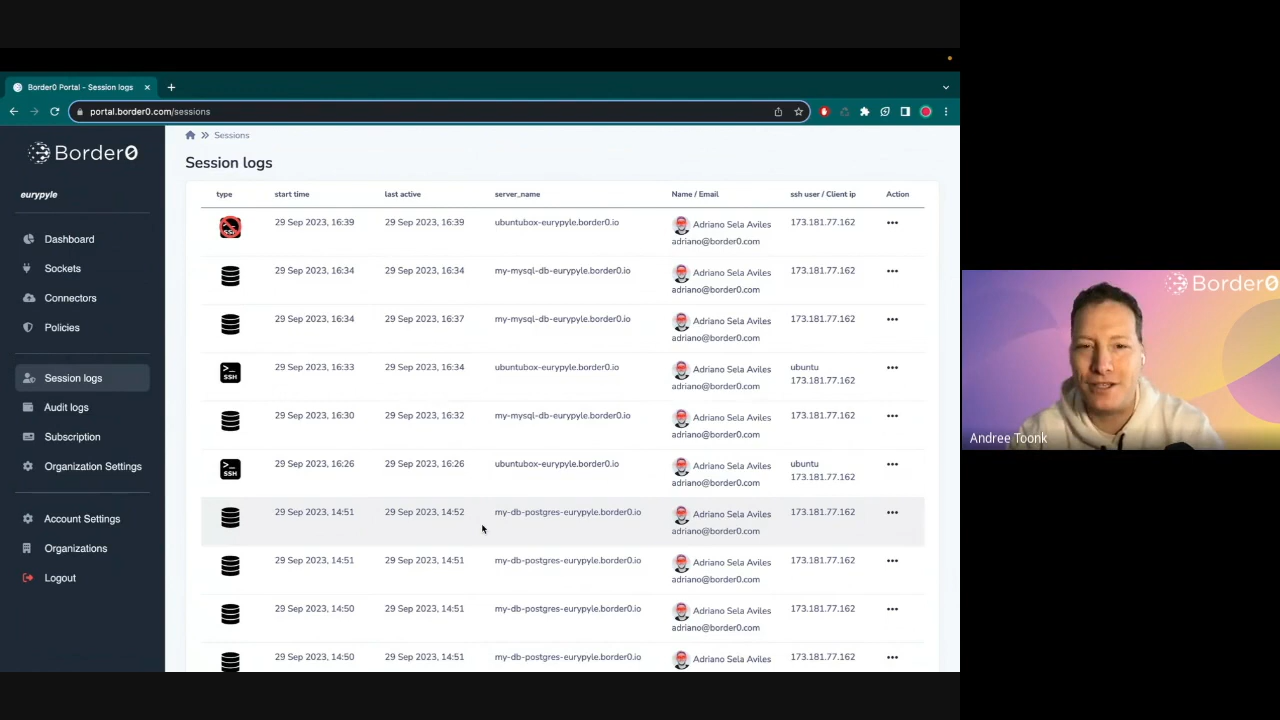 Border0 Portal - Session logs
portal.border0.com/sessions
Border0
eurypyle
Dashboard
Sockets
Connectors
Policies
Session logs
Audit logs
Subscription
Organization Settings
Account Settings
Organizations
Logout
Sessions
Session logs
type start time last active server_name Name / Email ssh user / Client ip Action
SSH 29 Sep 2023, 16:39 29 Sep 2023, 16:39 ubuntubox-eurypyle.border0.io Adriano Sela Aviles 173.181.77.162 •••
adriano@border0.com
29 Sep 2023, 16:34 29 Sep 2023, 16:34 my-mysql-db-eurypyle.border0.io Adriano Sela Aviles 173.181.77.162 •••
adriano@border0.com
29 Sep 2023, 16:34 29 Sep 2023, 16:37 my-mysql-db-eurypyle.border0.io Adriano Sela Aviles 173.181.77.162 •••
adriano@border0.com
>_ SSH 29 Sep 2023, 16:33 29 Sep 2023, 16:34 ubuntubox-eurypyle.border0.io Adriano Sela Aviles ubuntu •••
adriano@border0.com 173.181.77.162
29 Sep 2023, 16:30 29 Sep 2023, 16:32 my-mysql-db-eurypyle.border0.io Adriano Sela Aviles 173.181.77.162 •••
adriano@border0.com
>_ SSH 29 Sep 2023, 16:26 29 Sep 2023, 16:26 ubuntubox-eurypyle.border0.io Adriano Sela Aviles ubuntu •••
adriano@border0.com 173.181.77.162
29 Sep 2023, 14:51 29 Sep 2023, 14:52 my-db-postgres-eurypyle.border0.io Adriano Sela Aviles 173.181.77.162 •••
adriano@border0.com
29 Sep 2023, 14:51 29 Sep 2023, 14:51 my-db-postgres-eurypyle.border0.io Adriano Sela Aviles 173.181.77.162 •••
adriano@border0.com
29 Sep 2023, 14:50 29 Sep 2023, 14:51 my-db-postgres-eurypyle.border0.io Adriano Sela Aviles 173.181.77.162 •••
adriano@border0.com
29 Sep 2023, 14:50 29 Sep 2023, 14:51 my-db-postgres-eurypyle.border0.io Adriano Sela Aviles 173.181.77.162 •••
Border0
Andree Toonk